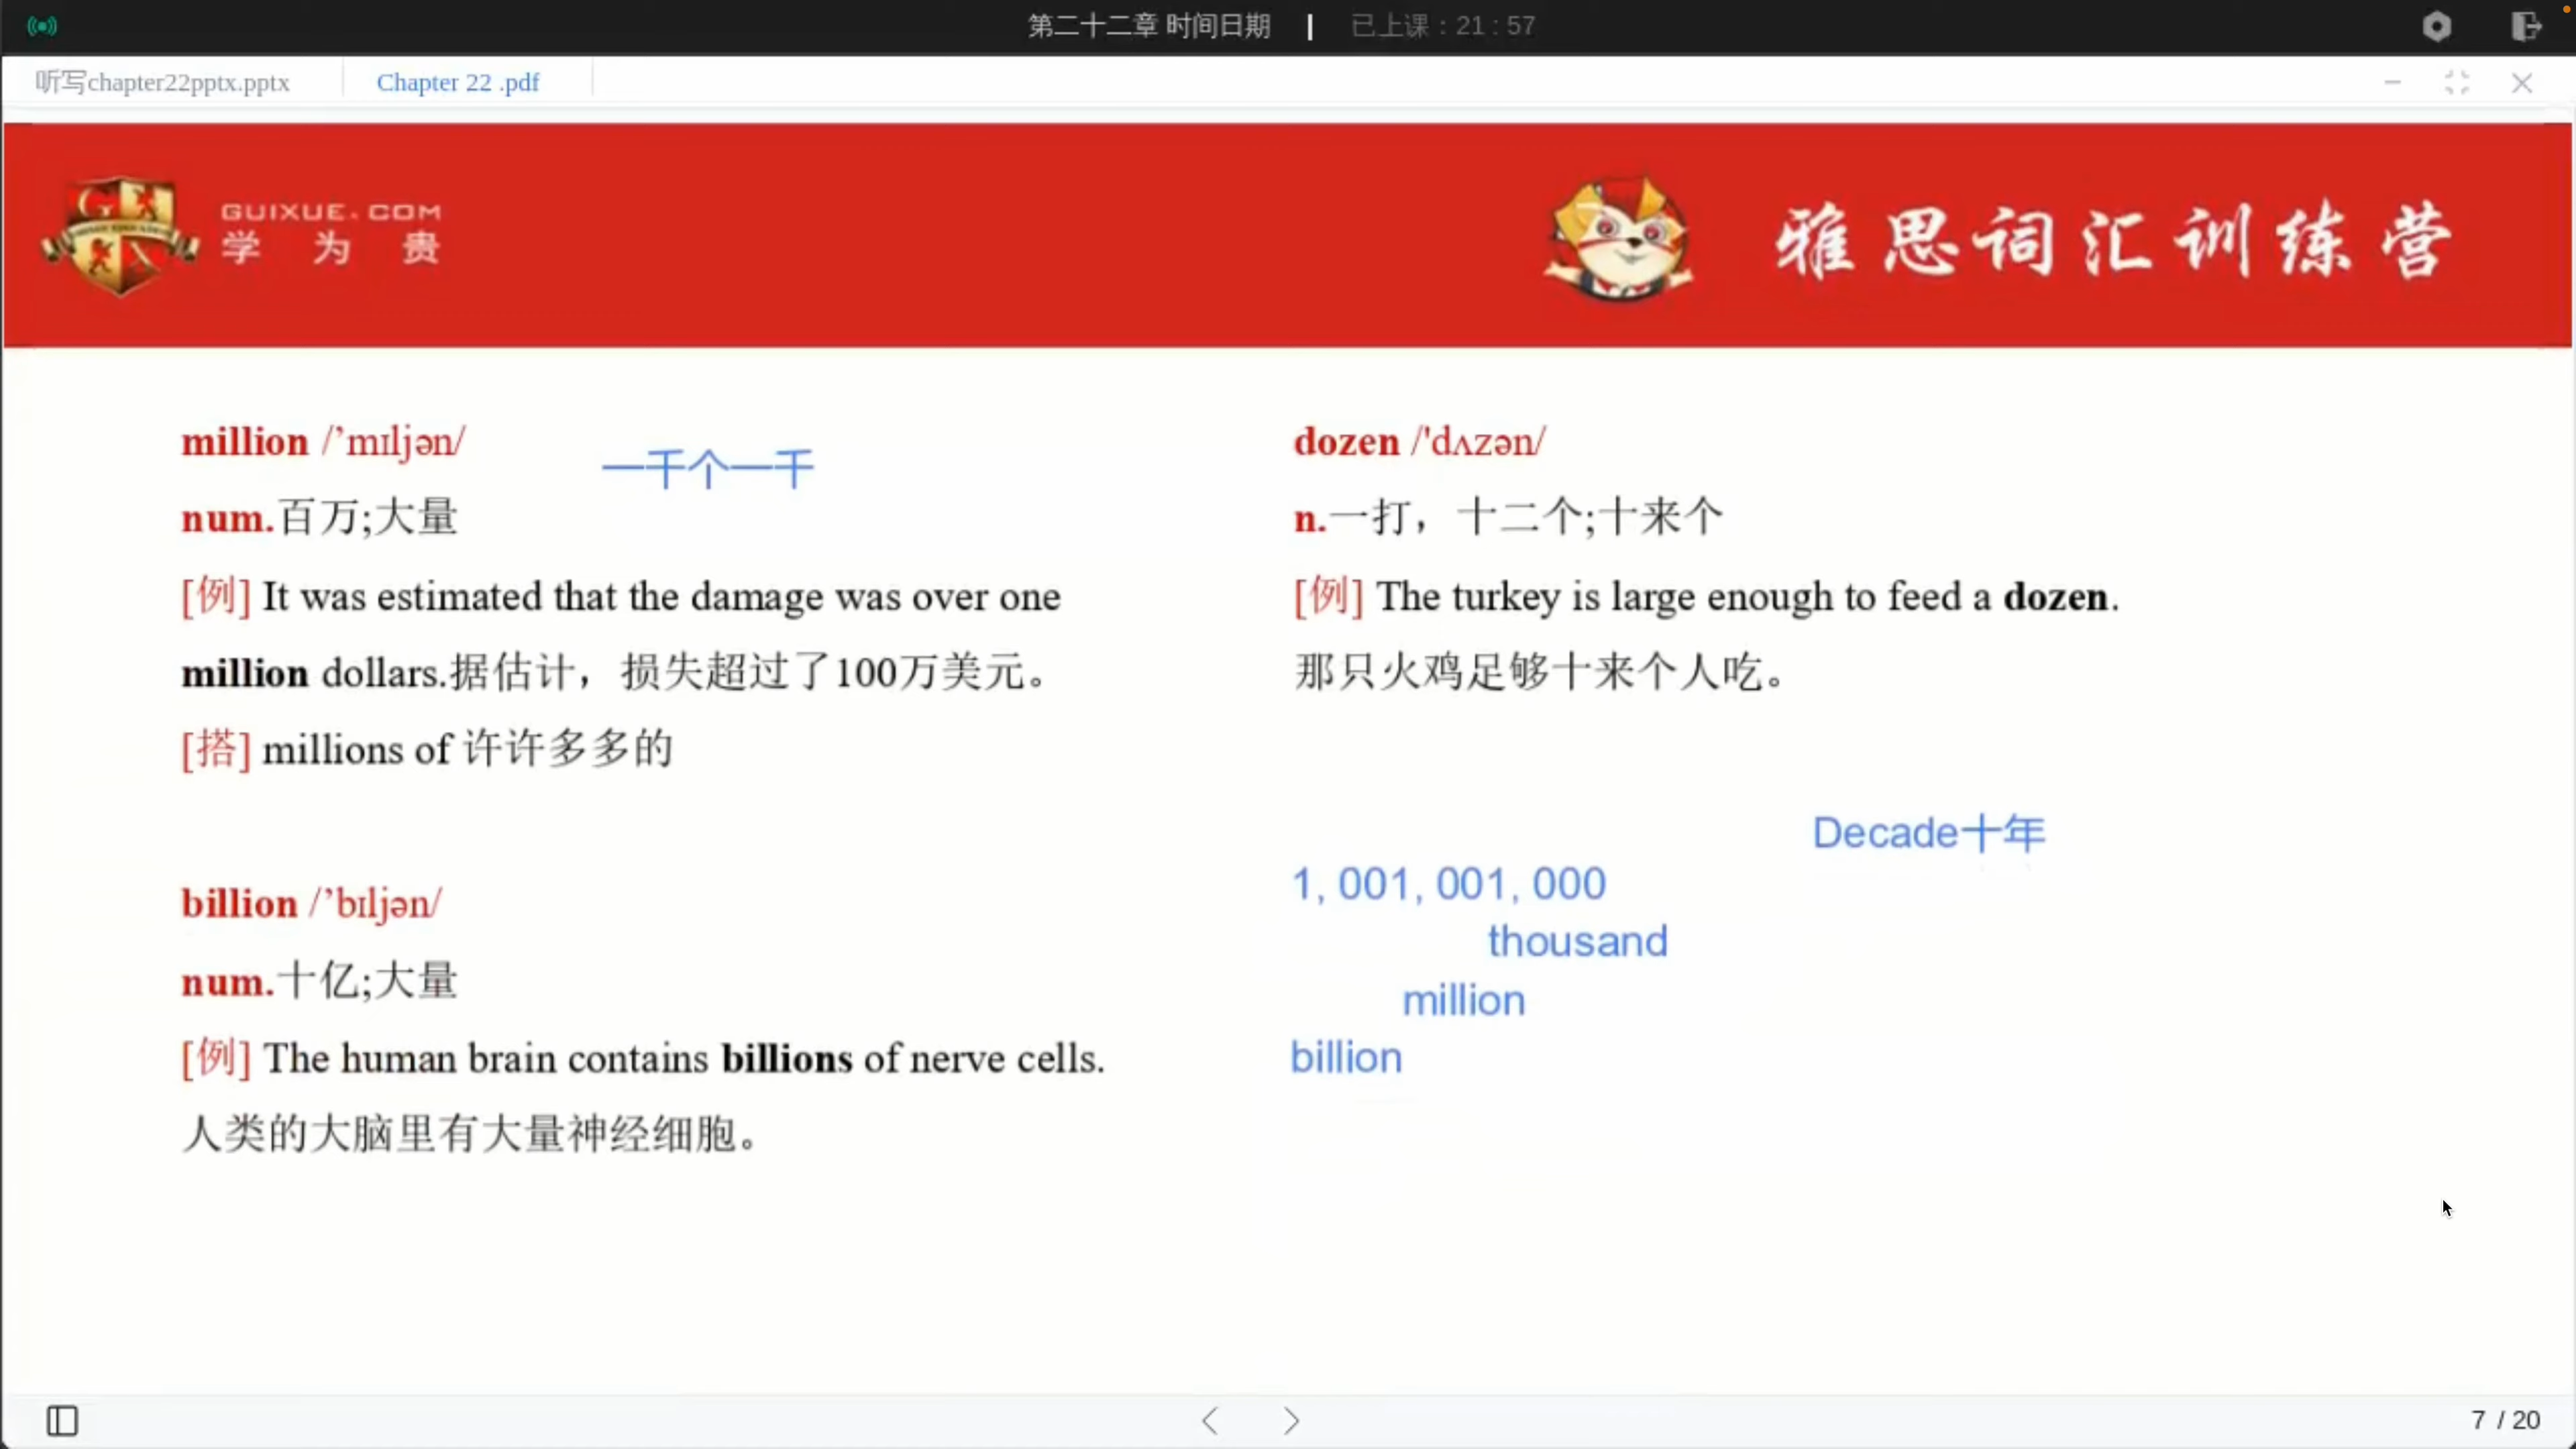 第二十二章 时间日期 | 已上课：21 : 57
听写chapter22pptx.pptx
Chapter 22 .pdf
GUIXUE.COM
学为贵
雅思词汇训练营
million /’mɪljən/
一千个一千
num.百万;大量
[例] It was estimated that the damage was over one
million dollars.据估计，损失超过了100万美元。
[搭] millions of 许许多多的
billion /’bɪljən/
num.十亿;大量
[例] The human brain contains billions of nerve cells.
人类的大脑里有大量神经细胞。
dozen /'dʌzən/
n.一打，十二个;十来个
[例] The turkey is large enough to feed a dozen.
那只火鸡足够十来个人吃。
Decade十年
1, 001, 001, 000
thousand
million
billion
7 / 20